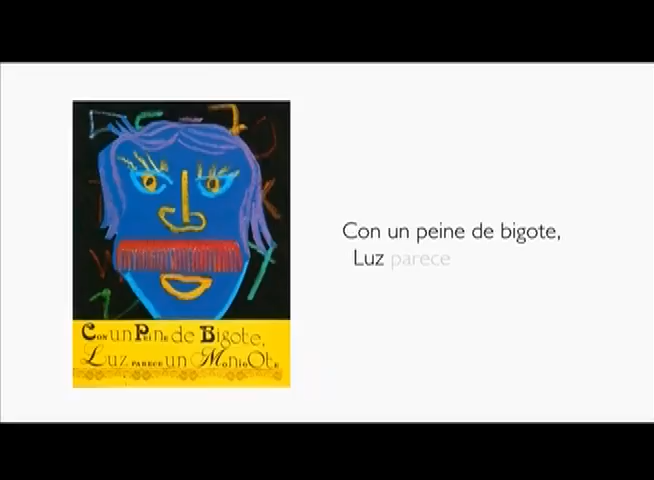 Con un Peine de Bigote,
Luz parece un MonigOte
Con un peine de bigote,
Luz parece